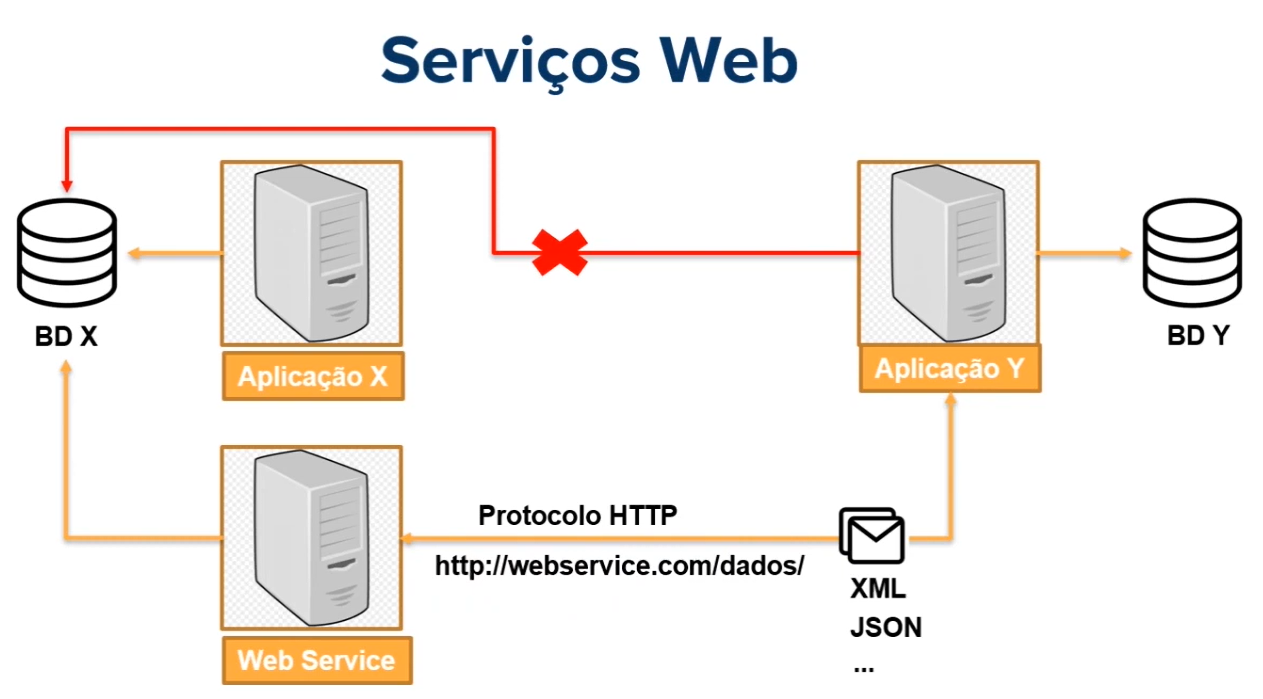 Serviços Web
BD X
Aplicação X
Aplicação Y
BD Y
Web Service
Protocolo HTTP
http://webservice.com/dados/
XML
JSON
...